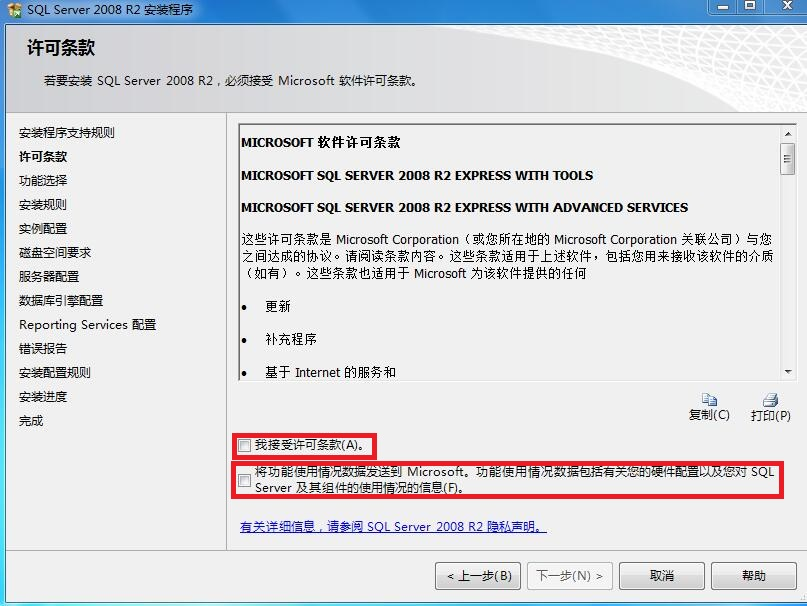 SQL Server 2008 R2 安装程序
许可条款
若要安装 SQL Server 2008 R2，必须接受 Microsoft 软件许可条款。
安装程序支持规则
许可条款
功能选择
安装规则
实例配置
磁盘空间要求
服务器配置
数据库引擎配置
Reporting Services 配置
错误报告
安装配置规则
安装进度
完成
MICROSOFT 软件许可条款
MICROSOFT SQL SERVER 2008 R2 EXPRESS WITH TOOLS
MICROSOFT SQL SERVER 2008 R2 EXPRESS WITH ADVANCED SERVICES
这些许可条款是 Microsoft Corporation（或您所在地的 Microsoft Corporation 关联公司）与您
之间达成的协议。请阅读条款内容。这些条款适用于上述软件，包括您用来接收该软件的介质
（如有）。这些条款也适用于 Microsoft 为该软件提供的任何
• 更新
• 补充程序
• 基于 Internet 的服务和
复制(C) 打印(P)
我接受许可条款(A)。
将功能使用情况数据发送到 Microsoft。功能使用情况数据包括有关您的硬件配置以及您对 SQL
Server 及其组件的使用情况的信息(F)。
有关详细信息，请参阅 SQL Server 2008 R2 隐私声明。
< 上一步(B) 下一步(N) > 取消 帮助